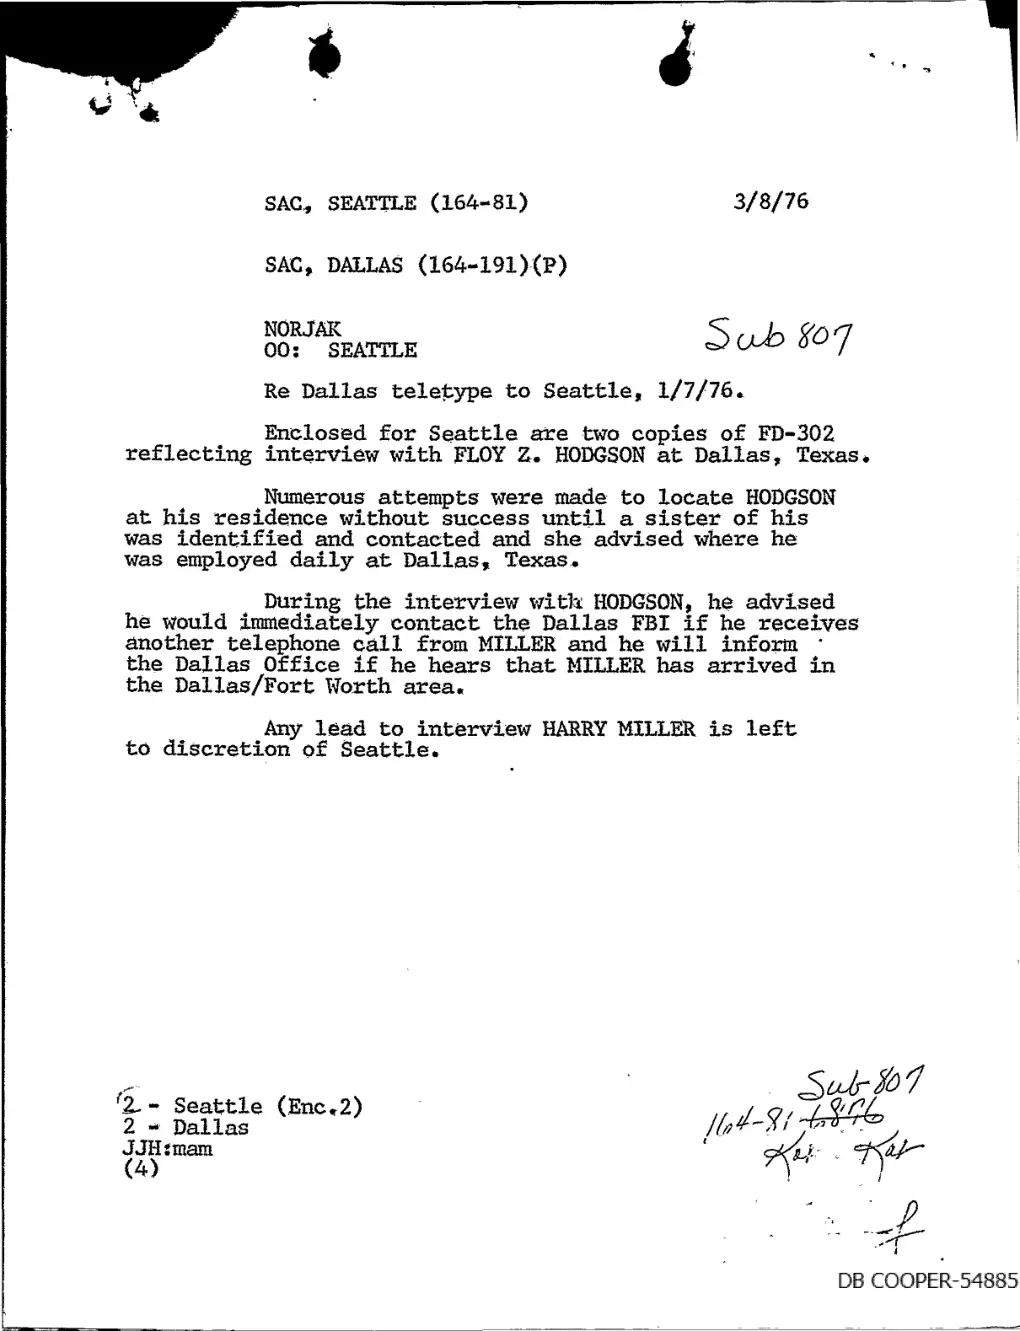 SAC, SEATTLE (164-81) 3/8/76
SAC, DALLAS (164-191)(P)
NORJAK
OO: SEATTLE
Sub 807
Re Dallas teletype to Seattle, 1/7/76.
Enclosed for Seattle are two copies of FD-302
reflecting interview with FLOY Z. HODGSON at Dallas, Texas.
Numerous attempts were made to locate HODGSON
at his residence without success until a sister of his
was identified and contacted and she advised where he
was employed daily at Dallas, Texas.
During the interview with HODGSON, he advised
he would immediately contact the Dallas FBI if he receives
another telephone call from MILLER and he will inform
the Dallas Office if he hears that MILLER has arrived in
the Dallas/Fort Worth area.
Any lead to interview HARRY MILLER is left
to discretion of Seattle.
2 - Seattle (Enc.2)
2 - Dallas
JJH:mam
(4)
Sub-807
164-81
DB COOPER-54885